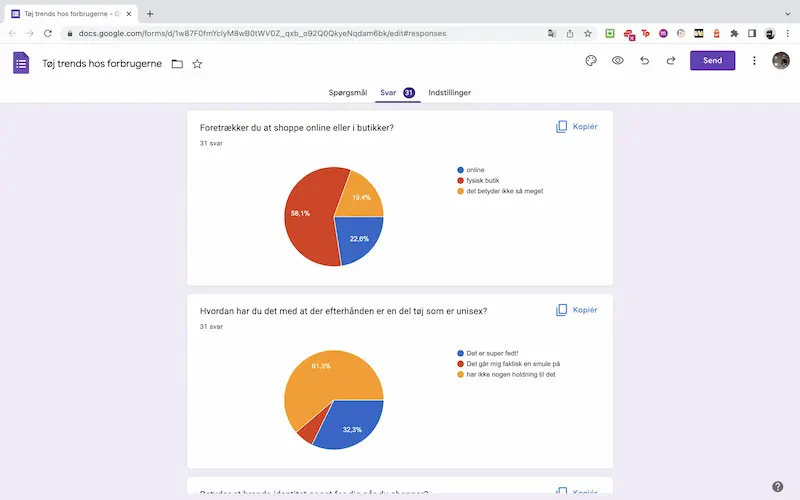 Tøj trends hos forbrugerne – G
docs.google.com/forms/d/1w87F0fmYclyM8wB0tWV0Z_qxb_o92Q0QkyeNqdam6bk/edit#responses
Tøj trends hos forbrugerne
Send
Spørgsmål
Svar 31
Indstillinger
Foretrækker du at shoppe online eller i butikker?
Kopiér
31 svar
online
fysisk butik
det betyder ikke så meget
19.4%
58,1%
22,6%
Hvordan har du det med at der efterhånden er en del tøj som er unisex?
Kopiér
31 svar
Det er super fedt!
Det går mig faktisk en smule på
har ikke nogen holdning til det
61,3%
32,3%
Kopiér